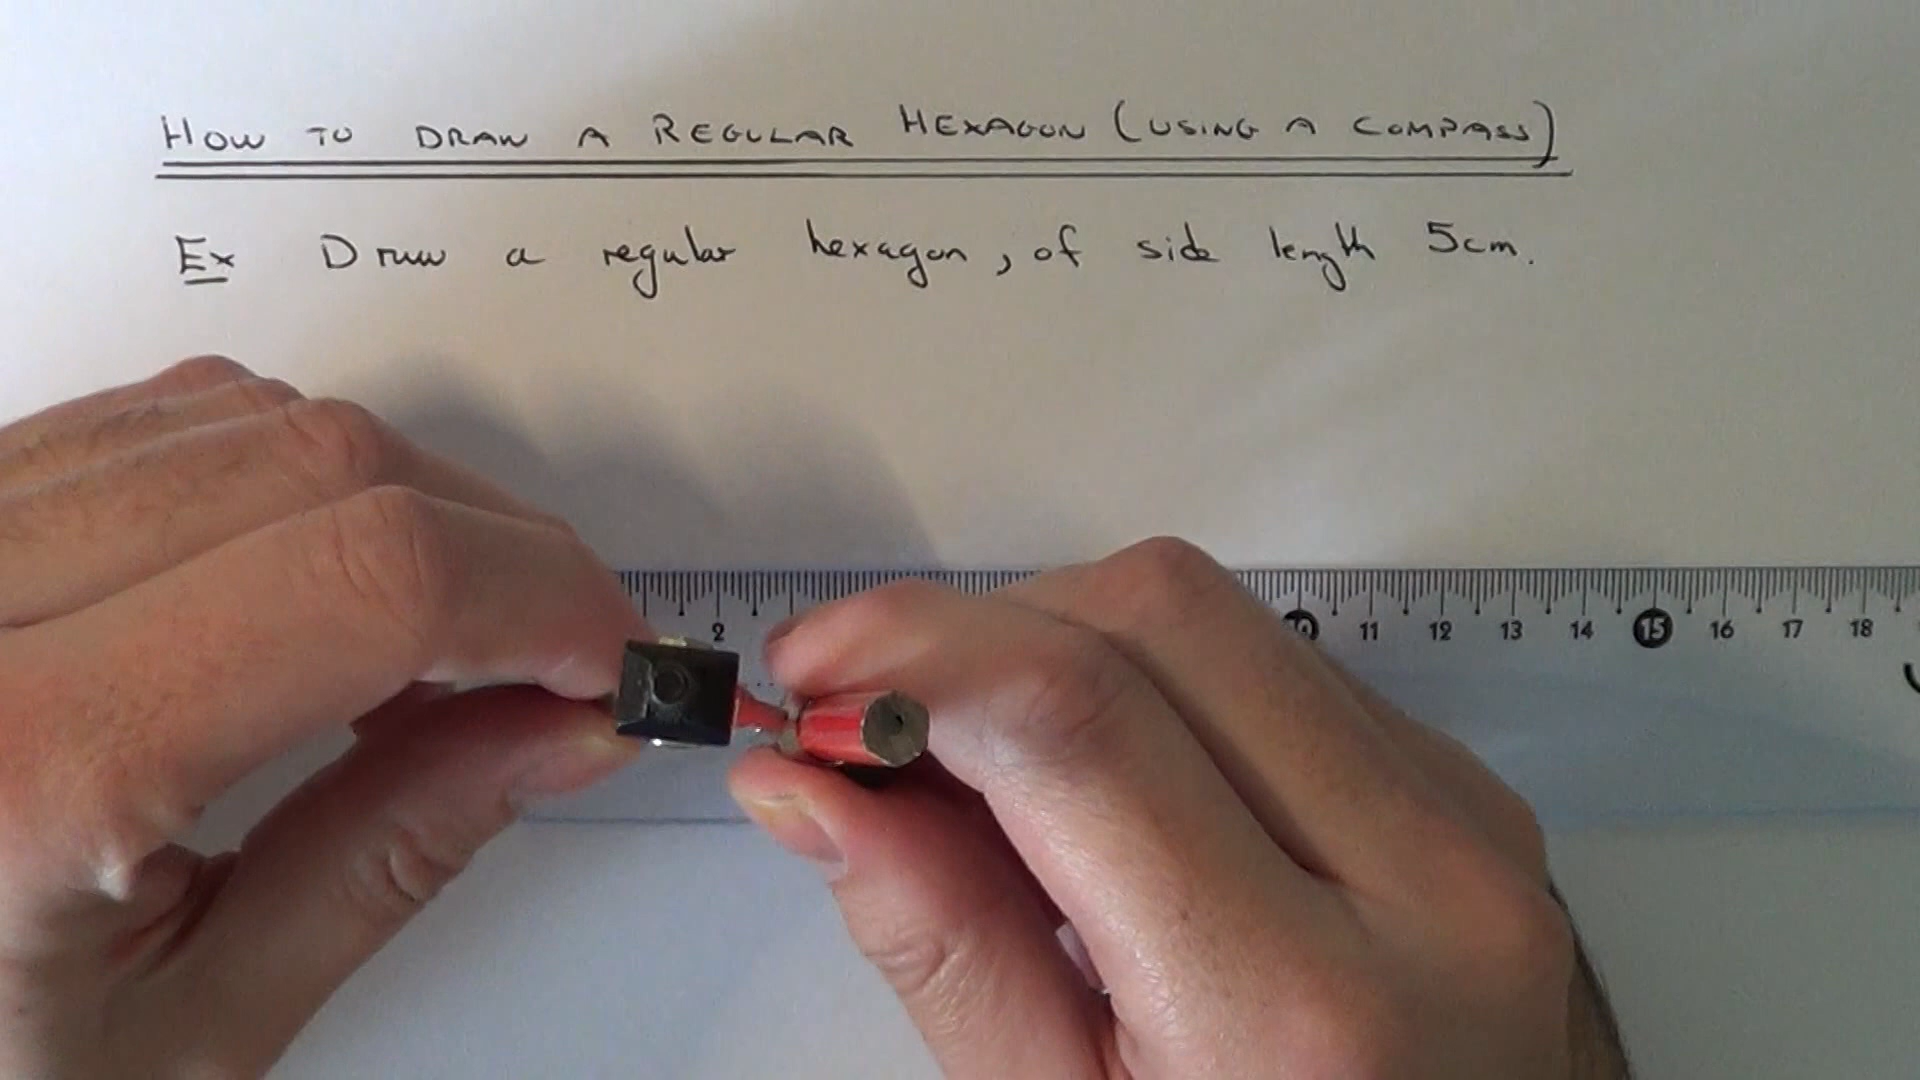 HOW TO DRAW A REGULAR HEXAGON (USING A COMPASS)
Ex Draw a regular hexagon, of side length 5cm.
2 10 11 12 13 14 15 16 17 18